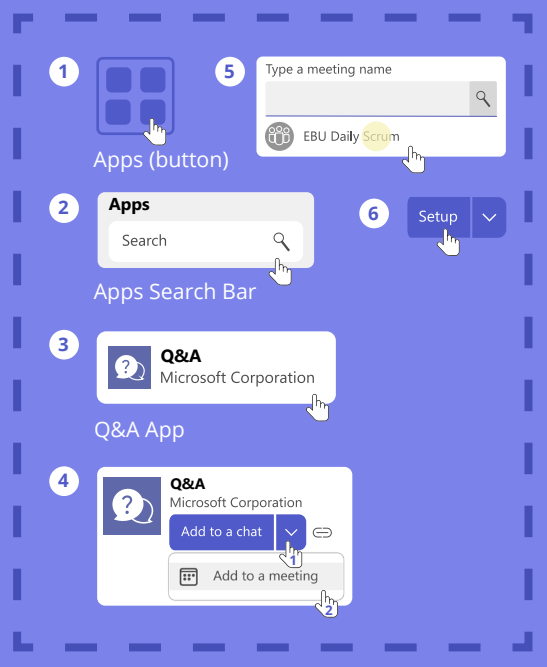 1
Apps (button)
2
Apps
Search
Apps Search Bar
3
Q&A
Microsoft Corporation
Q&A App
4
Q&A
Microsoft Corporation
Add to a chat
1
Add to a meeting
2
5
Type a meeting name
EBU Daily Scrum
6
Setup